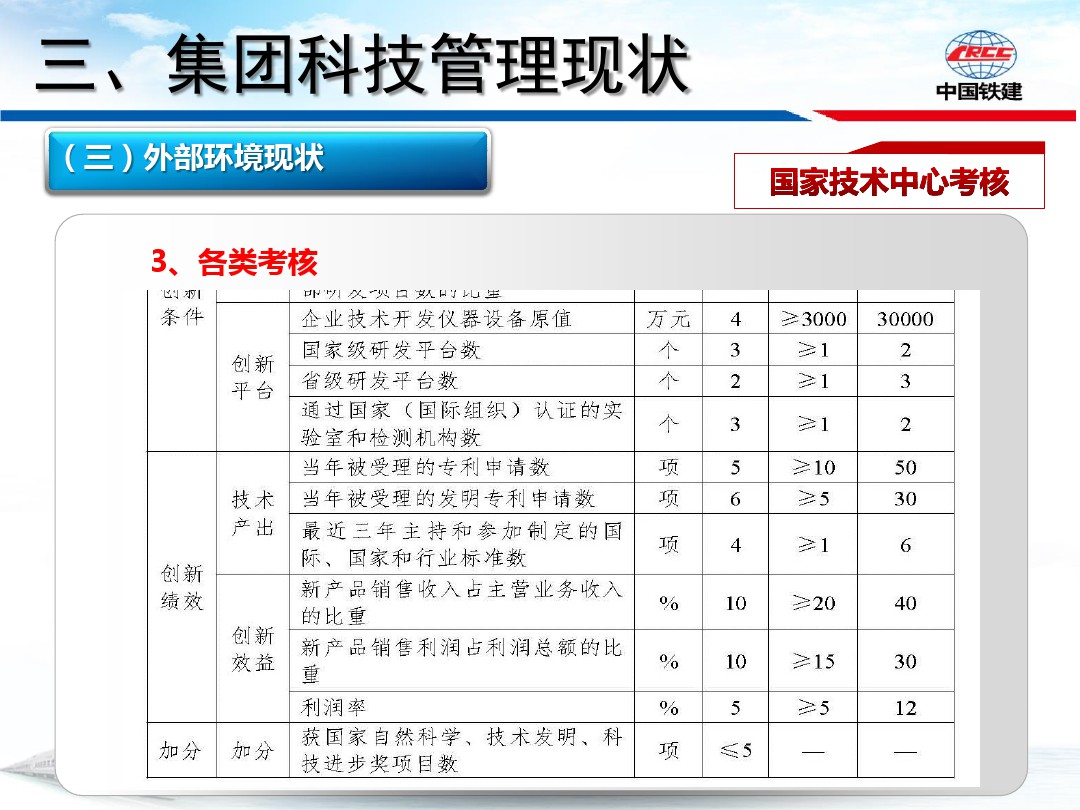 三、集团科技管理现状
CRCC
中国铁建
（三）外部环境现状
国家技术中心考核
3、各类考核
创新
条件
部研发项目数的比重
创新
平台
企业技术开发仪器设备原值 万元 4 ≥3000 30000
国家级研发平台数 个 3 ≥1 2
省级研发平台数 个 2 ≥1 3
通过国家（国际组织）认证的实
验室和检测机构数 个 3 ≥1 2
创新
绩效
技术
产出
当年被受理的专利申请数 项 5 ≥10 50
当年被受理的发明专利申请数 项 6 ≥5 30
最近三年主持和参加制定的国
际、国家和行业标准数 项 4 ≥1 6
创新
效益
新产品销售收入占主营业务收入
的比重 % 10 ≥20 40
新产品销售利润占利润总额的比
重 % 10 ≥15 30
利润率 % 5 ≥5 12
加分 加分 获国家自然科学、技术发明、科
技进步奖项目数 项 ≤5 — —